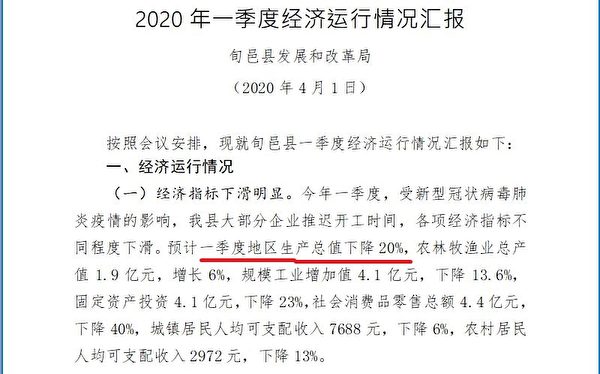 2020 年一季度经济运行情况汇报
旬邑县发展和改革局
（2020 年 4 月 1 日）
按照会议安排，现就旬邑县一季度经济运行情况汇报如下：
一、经济运行情况
（一）经济指标下滑明显。今年一季度，受新型冠状病毒肺
炎疫情的影响，我县大部分企业推迟开工时间，各项经济指标不
同程度下滑。预计一季度地区生产总值下降 20%，农林牧渔业总产
值 1.9 亿元，增长 6%，规模工业增加值 4.1 亿元，下降 13.6%，
固定资产投资 4.1 亿元，下降 23%，社会消费品零售总额 4.4 亿元，
下降 40%，城镇居民人均可支配收入 7688 元，下降 6%，农村居民
人均可支配收入 2972 元，下降 13%。